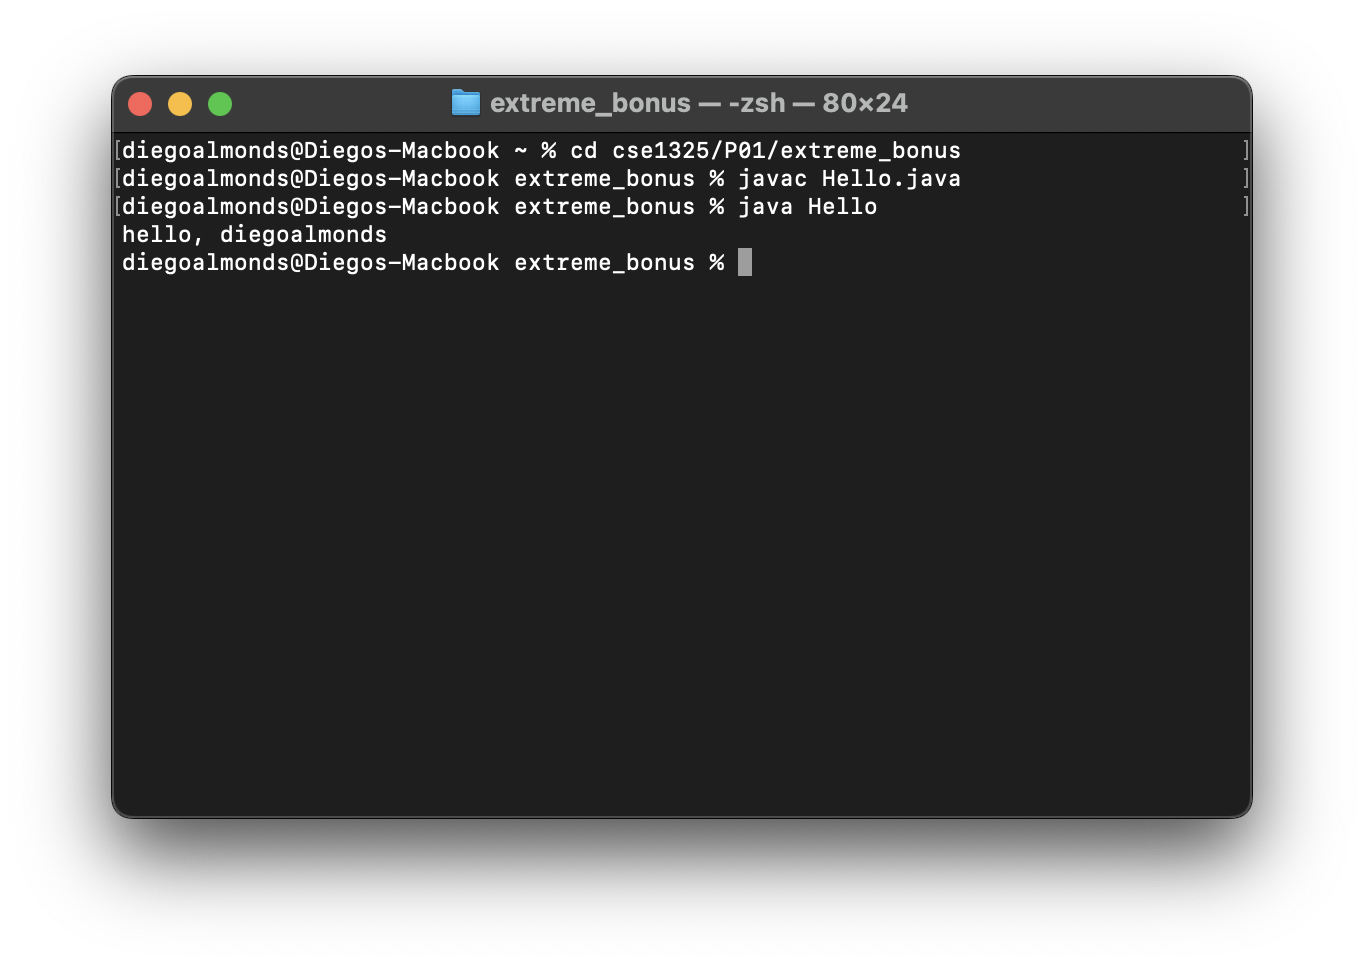 extreme_bonus — -zsh — 80×24
[diegoalmonds@Diegos-Macbook ~ % cd cse1325/P01/extreme_bonus ]
[diegoalmonds@Diegos-Macbook extreme_bonus % javac Hello.java ]
[diegoalmonds@Diegos-Macbook extreme_bonus % java Hello ]
hello, diegoalmonds
diegoalmonds@Diegos-Macbook extreme_bonus %